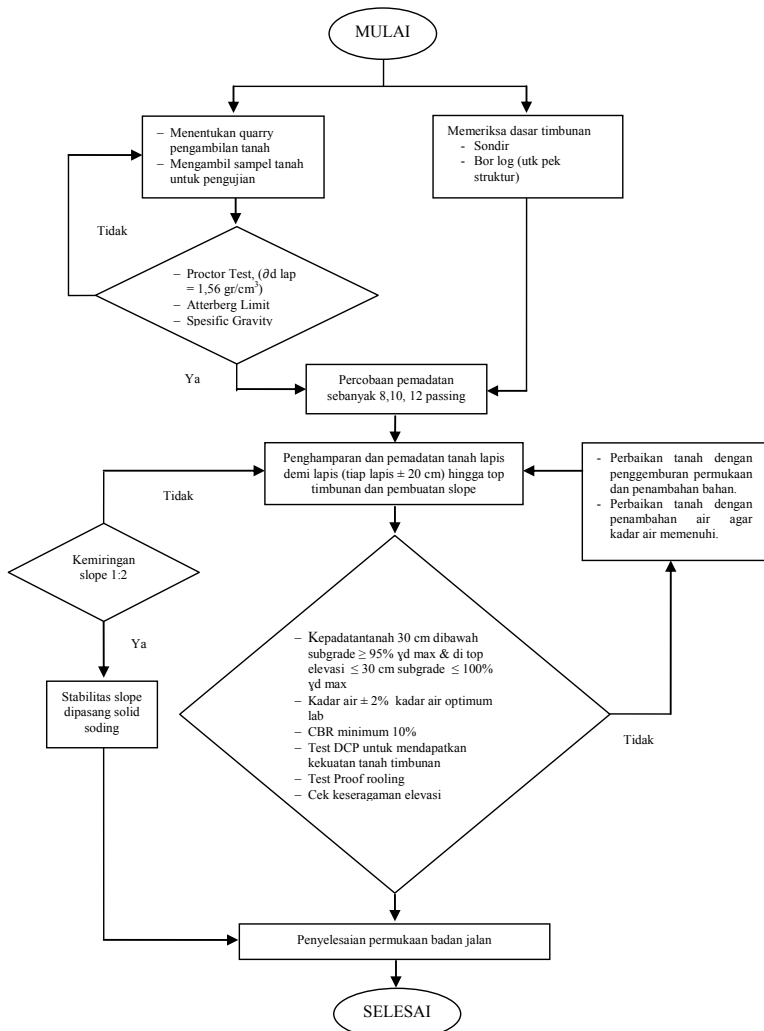 MULAI
– Menentukan quarry
pengambilan tanah
– Mengambil sampel tanah
untuk pengujian
Memeriksa dasar timbunan
- Sondir
- Bor log (utk pek
struktur)
Tidak
– Proctor Test, (∂d lap
= 1,56 gr/cm³)
– Atterberg Limit
– Spesific Gravity
Ya
Percobaan pemadatan
sebanyak 8,10, 12 passing
Penghamparan dan pemadatan tanah lapis
demi lapis (tiap lapis ± 20 cm) hingga top
timbunan dan pembuatan slope
- Perbaikan tanah dengan
penggemburan permukaan
dan penambahan bahan.
- Perbaikan tanah dengan
penambahan air agar
kadar air memenuhi.
Tidak
Kemiringan
slope 1:2
Ya
Stabilitas slope
dipasang solid
soding
– Kepadatantanah 30 cm dibawah
subgrade ≥ 95% ɣd max & di top
elevasi ≤ 30 cm subgrade ≤ 100%
ɣd max
– Kadar air ± 2% kadar air optimum
lab
– CBR minimum 10%
– Test DCP untuk mendapatkan
kekuatan tanah timbunan
– Test Proof rooling
– Cek keseragaman elevasi
Tidak
Penyelesaian permukaan badan jalan
SELESAI